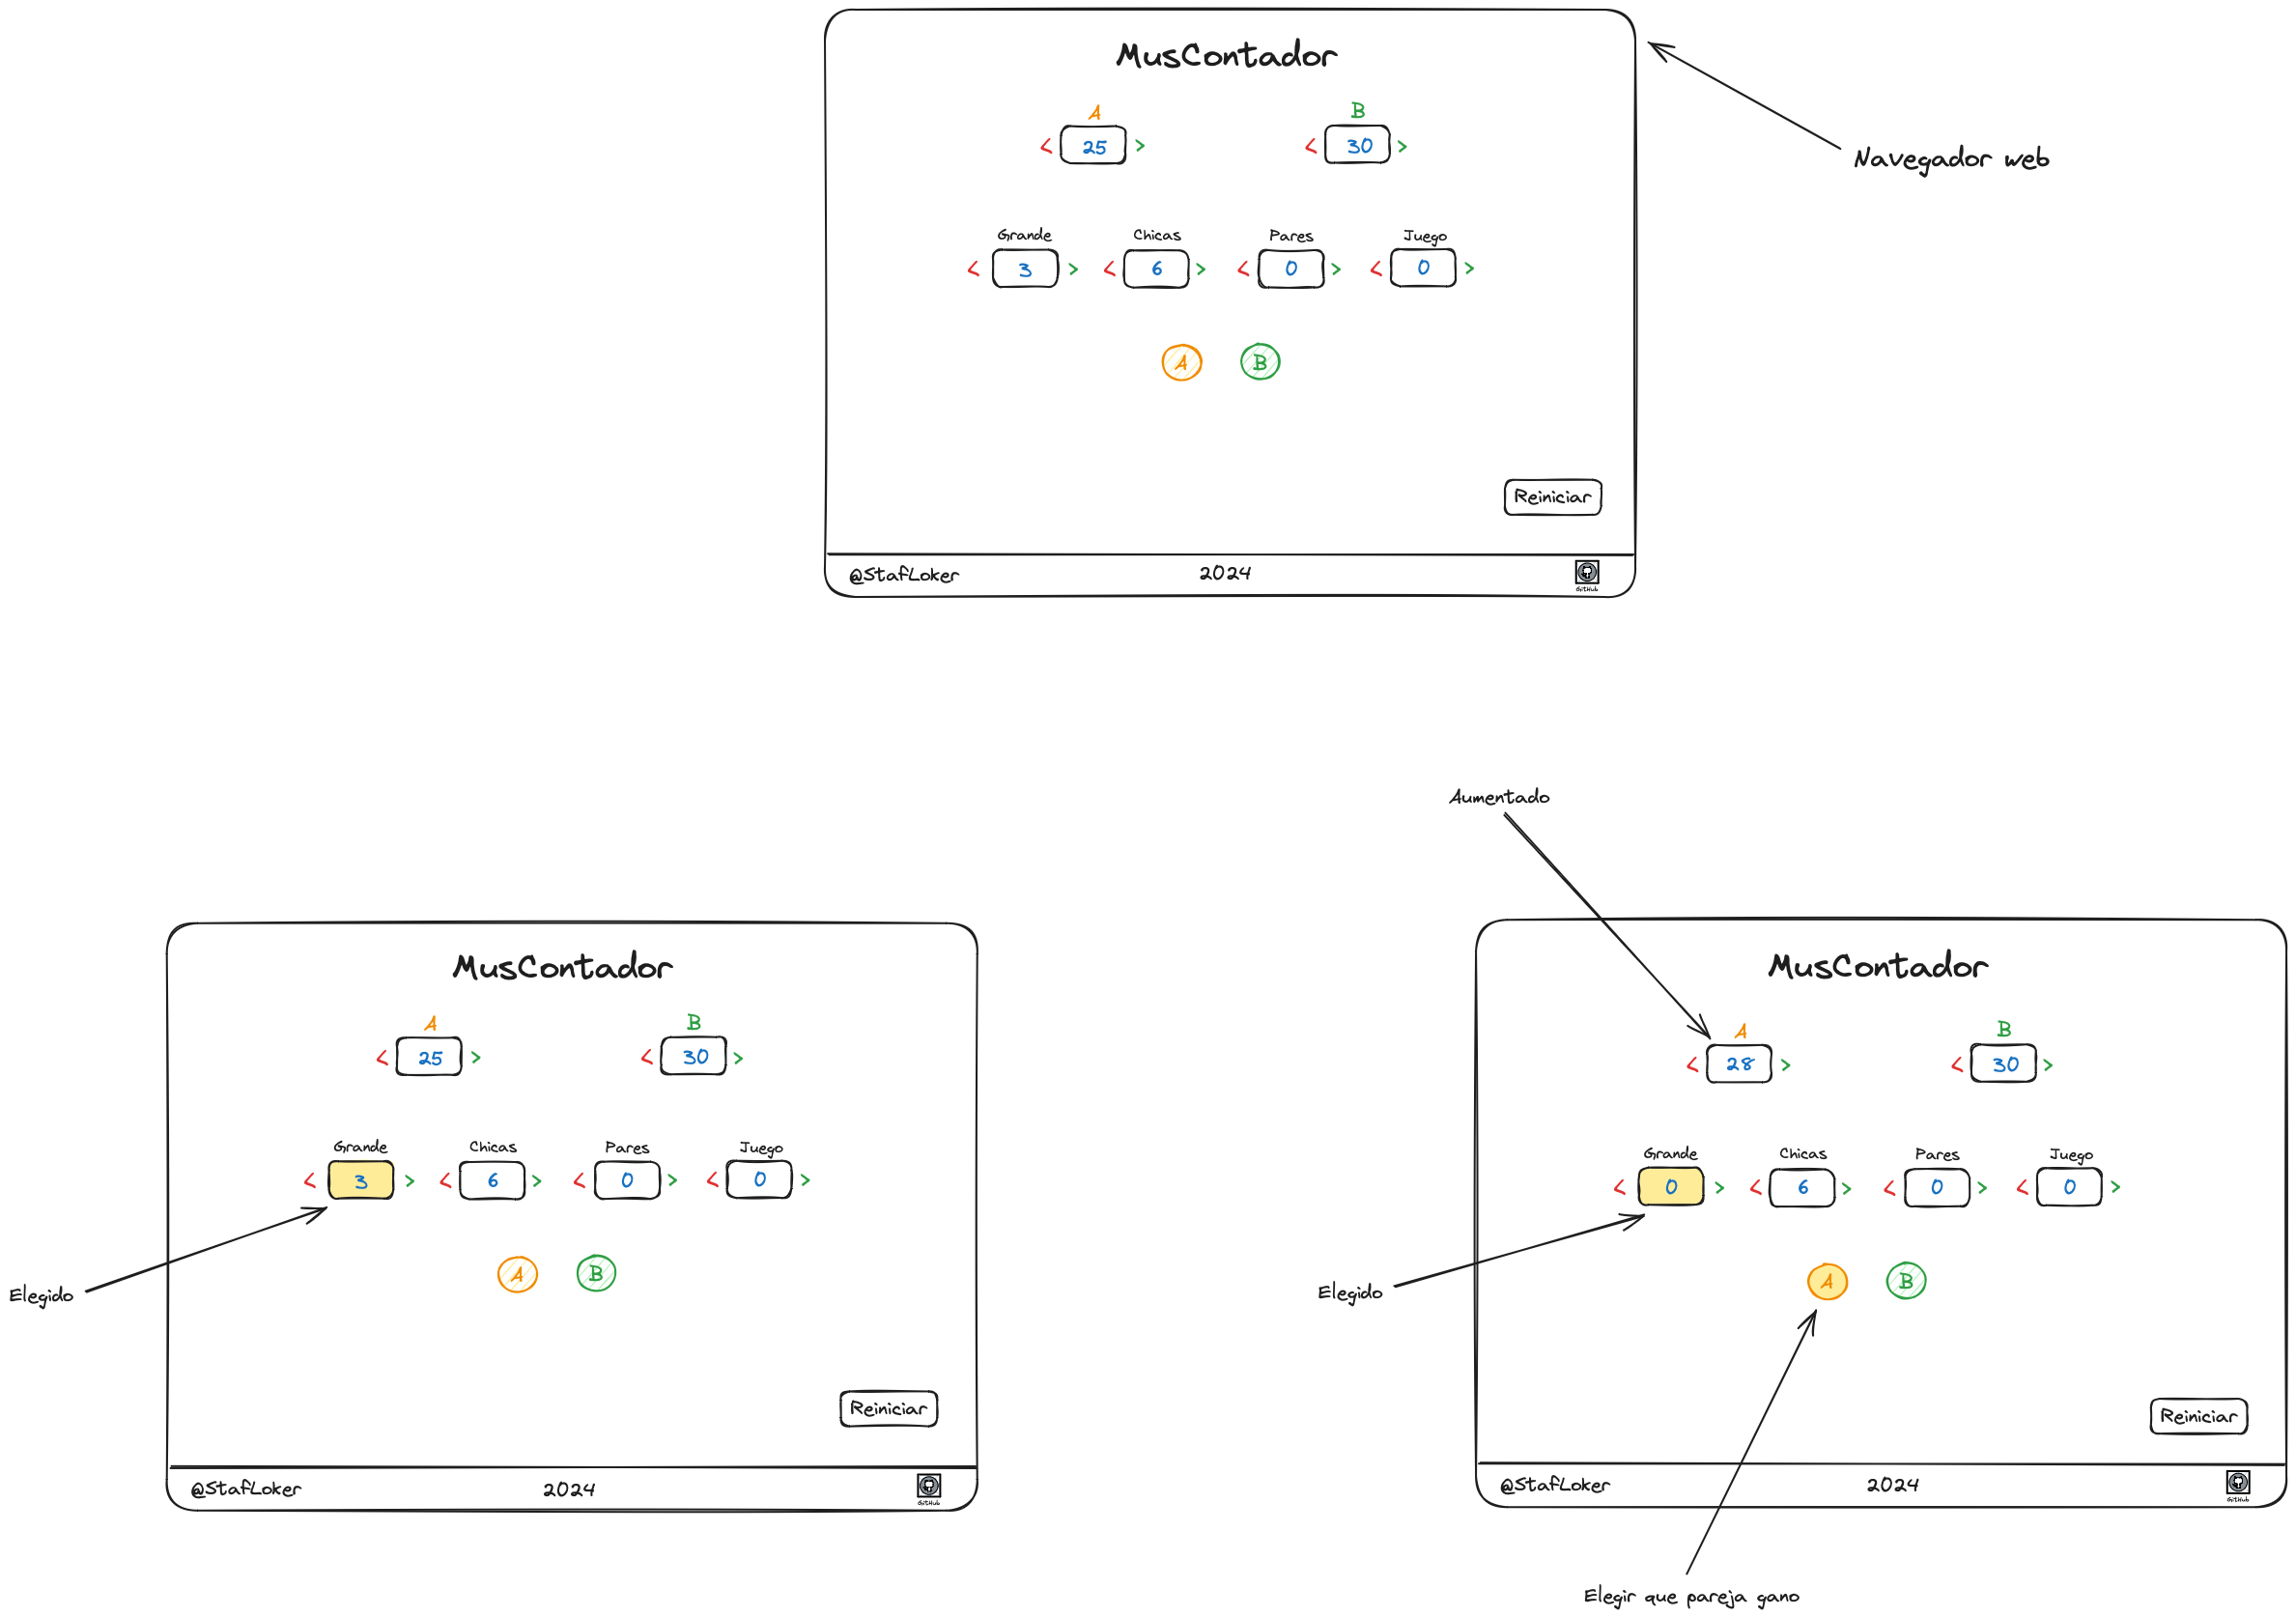 MusContador
A B
< 25 > < 30 >
Navegador web
Grande Chicas Pares Juego
< 3 > < 6 > < 0 > < 0 >
A B
Reiniciar
@StafLoker 2024 GitHub
MusContador
A B
< 25 > < 30 >
Grande Chicas Pares Juego
< 3 > < 6 > < 0 > < 0 >
A B
Elegido
Reiniciar
@StafLoker 2024 GitHub
Aumentado
MusContador
A B
< 28 > < 30 >
Grande Chicas Pares Juego
< 0 > < 6 > < 0 > < 0 >
A B
Elegido
Reiniciar
@StafLoker 2024 GitHub
Elegir que pareja gano